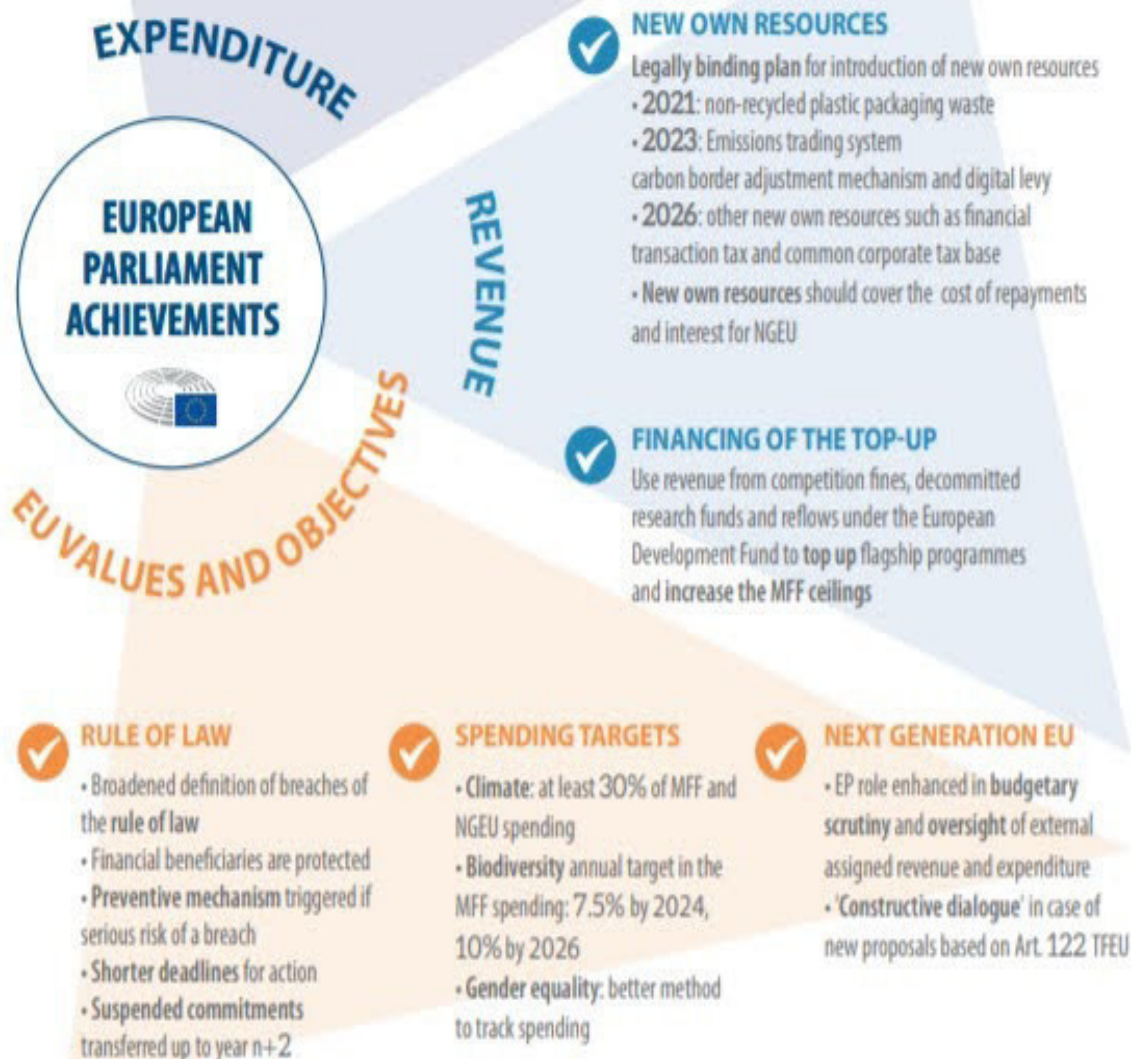 EXPENDITURE
EUROPEAN
PARLIAMENT
ACHIEVEMENTS
REVENUE
EU VALUES AND OBJECTIVES
NEW OWN RESOURCES
Legally binding plan for introduction of new own resources
• 2021: non-recycled plastic packaging waste
• 2023: Emissions trading system
carbon border adjustment mechanism and digital levy
• 2026: other new own resources such as financial
transaction tax and common corporate tax base
• New own resources should cover the cost of repayments
and interest for NGEU
FINANCING OF THE TOP-UP
Use revenue from competition fines, decommitted
research funds and reflows under the European
Development Fund to top up flagship programmes
and increase the MFF ceilings
RULE OF LAW
• Broadened definition of breaches of
the rule of law
• Financial beneficiaries are protected
• Preventive mechanism triggered if
serious risk of a breach
• Shorter deadlines for action
• Suspended commitments
transferred up to year n+2
SPENDING TARGETS
• Climate: at least 30% of MFF and
NGEU spending
• Biodiversity annual target in the
MFF spending: 7.5% by 2024,
10% by 2026
• Gender equality: better method
to track spending
NEXT GENERATION EU
• EP role enhanced in budgetary
scrutiny and oversight of external
assigned revenue and expenditure
• 'Constructive dialogue' in case of
new proposals based on Art. 122 TFEU